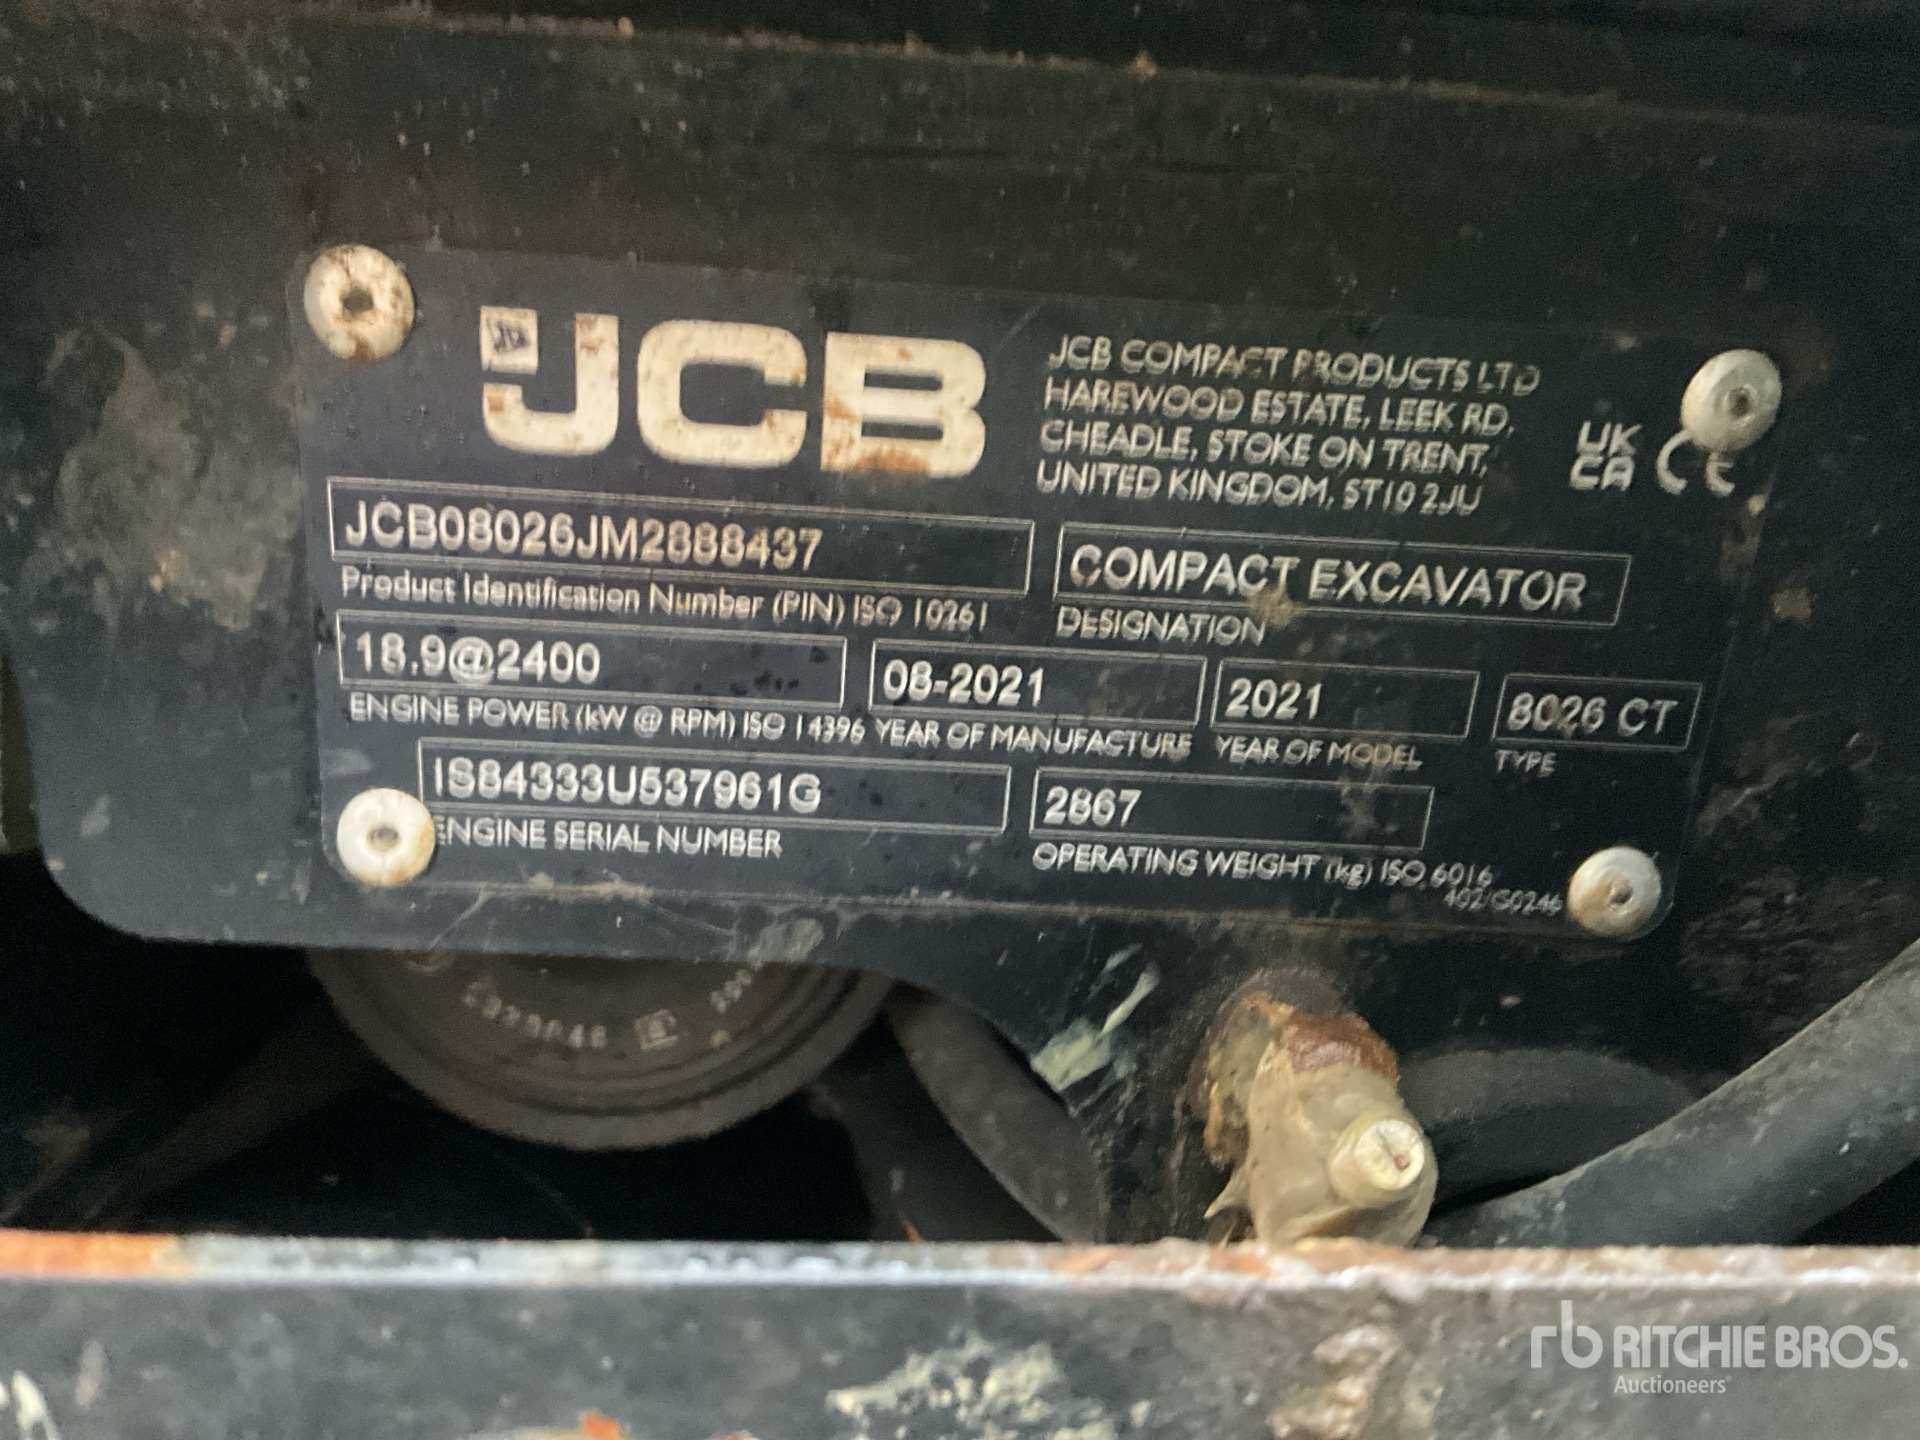 JCB
JCB COMPACT PRODUCTS LTD
HAREWOOD ESTATE, LEEK RD,
CHEADLE, STOKE ON TRENT,
UNITED KINGDOM, ST10 2JU
UK
CA CE
JCB08026JM2888437
Product Identification Number (PIN) ISO 10261
COMPACT EXCAVATOR
DESIGNATION
18.9@2400
ENGINE POWER (kW @ RPM) ISO 14396
08-2021
YEAR OF MANUFACTURE
2021
YEAR OF MODEL
8026 CT
TYPE
IS84333U537961G
ENGINE SERIAL NUMBER
2867
OPERATING WEIGHT (kg) ISO 6016
402/G0246
rb RITCHIE BROS.
Auctioneers